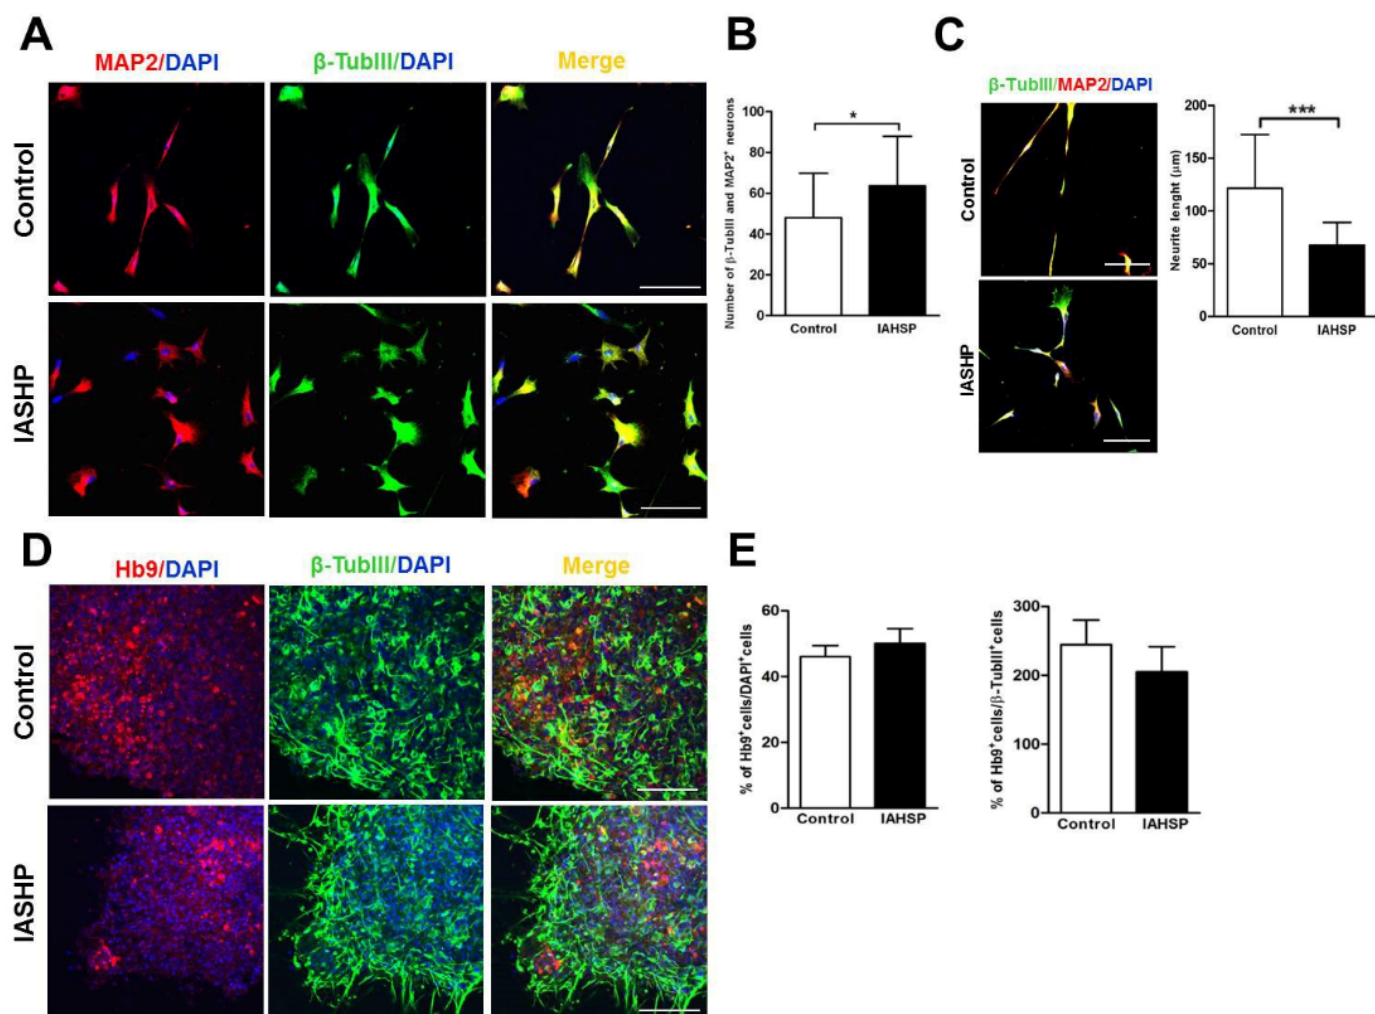 A
MAP2/DAPI
β-TubIII/DAPI
Merge
Control
IASHP
B
Number of β-TubIII and MAP2⁺ neurons
100
80
60
40
20
0
*
Control
IAHSP
C
β-TubIII/MAP2/DAPI
Control
IASHP
Neurite lenght (μm)
200
150
100
50
0
***
Control
IAHSP
D
Hb9/DAPI
β-TubIII/DAPI
Merge
Control
IASHP
E
% of Hb9⁺cells/DAPI⁺cells
60
40
20
0
Control
IAHSP
% of Hb9⁺cells/β-TubIII⁺cells
300
200
100
0
Control
IAHSP